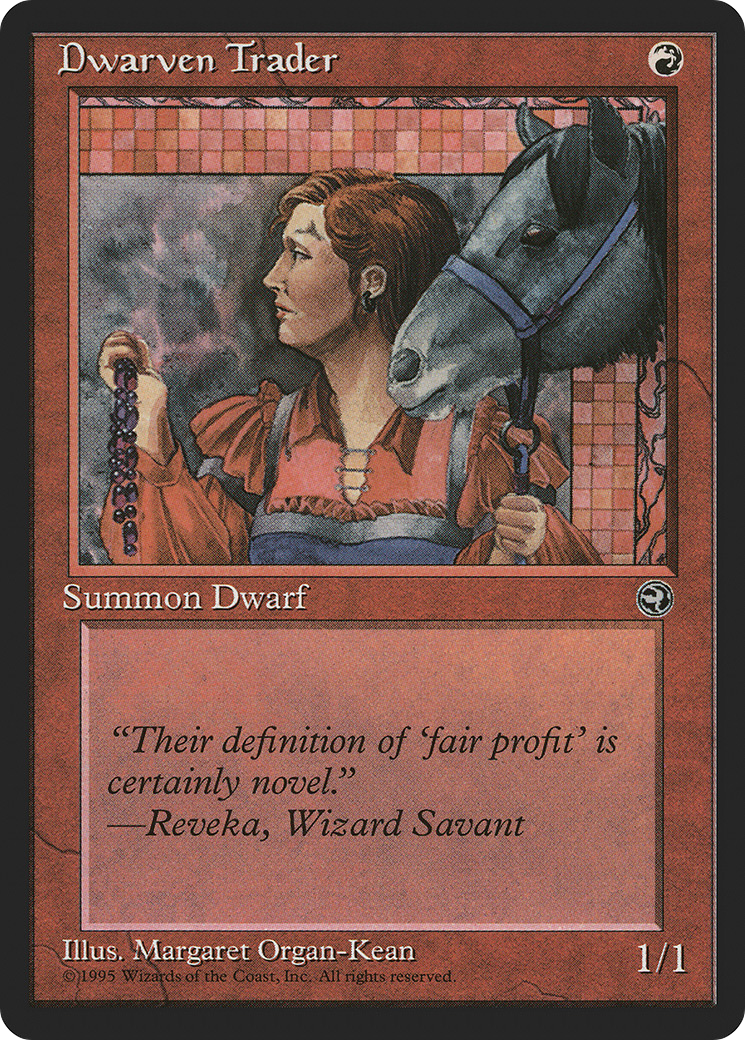 Dwarven Trader
Summon Dwarf
“Their definition of ‘fair profit’ is
certainly novel.”
—Reveka, Wizard Savant
Illus. Margaret Organ-Kean
1/1
© 1995 Wizards of the Coast, Inc. All rights reserved.